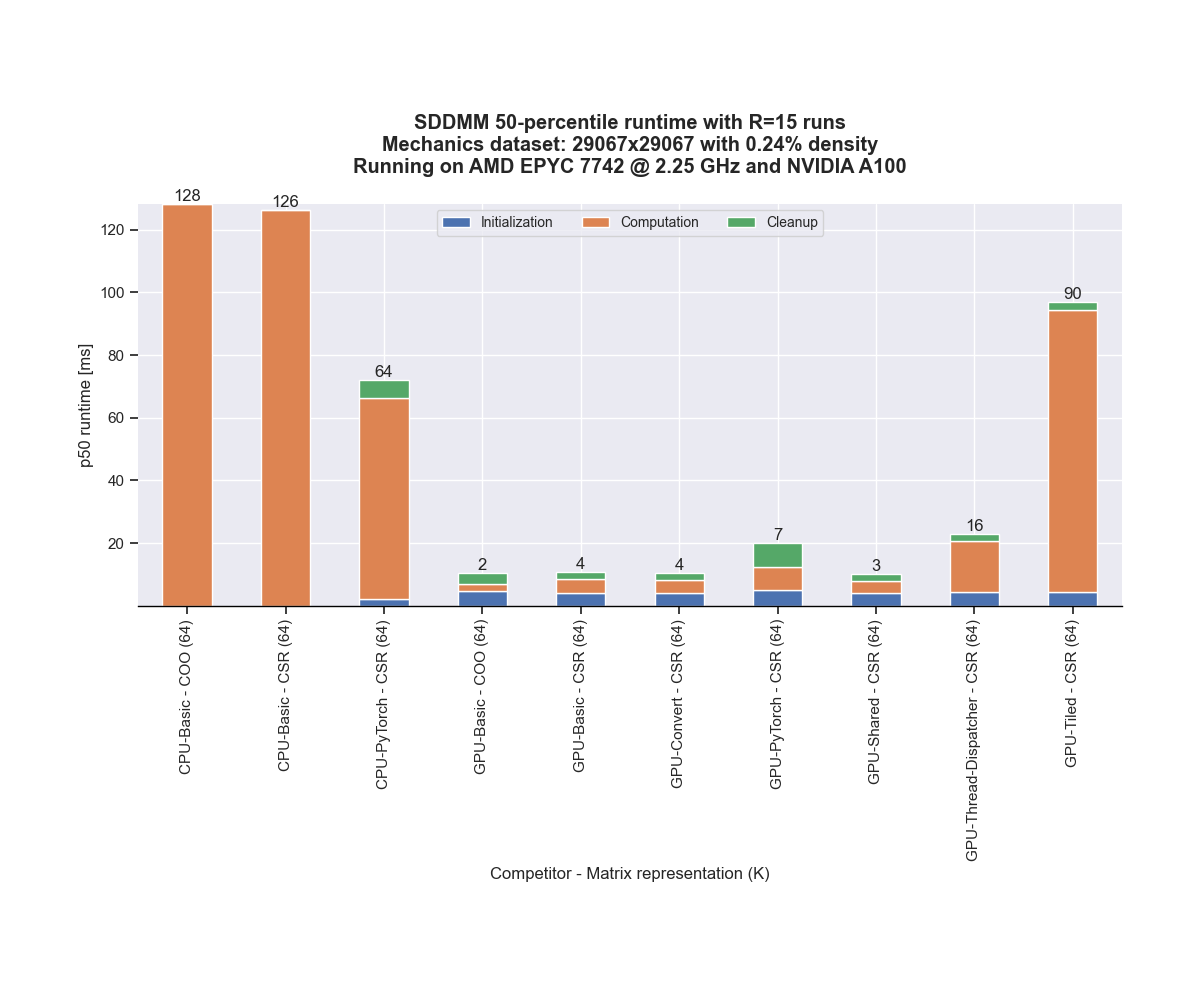 SDDMM 50-percentile runtime with R=15 runs
Mechanics dataset: 29067x29067 with 0.24% density
Running on AMD EPYC 7742 @ 2.25 GHz and NVIDIA A100
128
126
64
2
4
4
7
3
16
90
Initialization
Computation
Cleanup
p50 runtime [ms]
120
100
80
60
40
20
CPU-Basic - COO (64)
CPU-Basic - CSR (64)
CPU-PyTorch - CSR (64)
GPU-Basic - COO (64)
GPU-Basic - CSR (64)
GPU-Convert - CSR (64)
GPU-PyTorch - CSR (64)
GPU-Shared - CSR (64)
GPU-Thread-Dispatcher - CSR (64)
GPU-Tiled - CSR (64)
Competitor - Matrix representation (K)